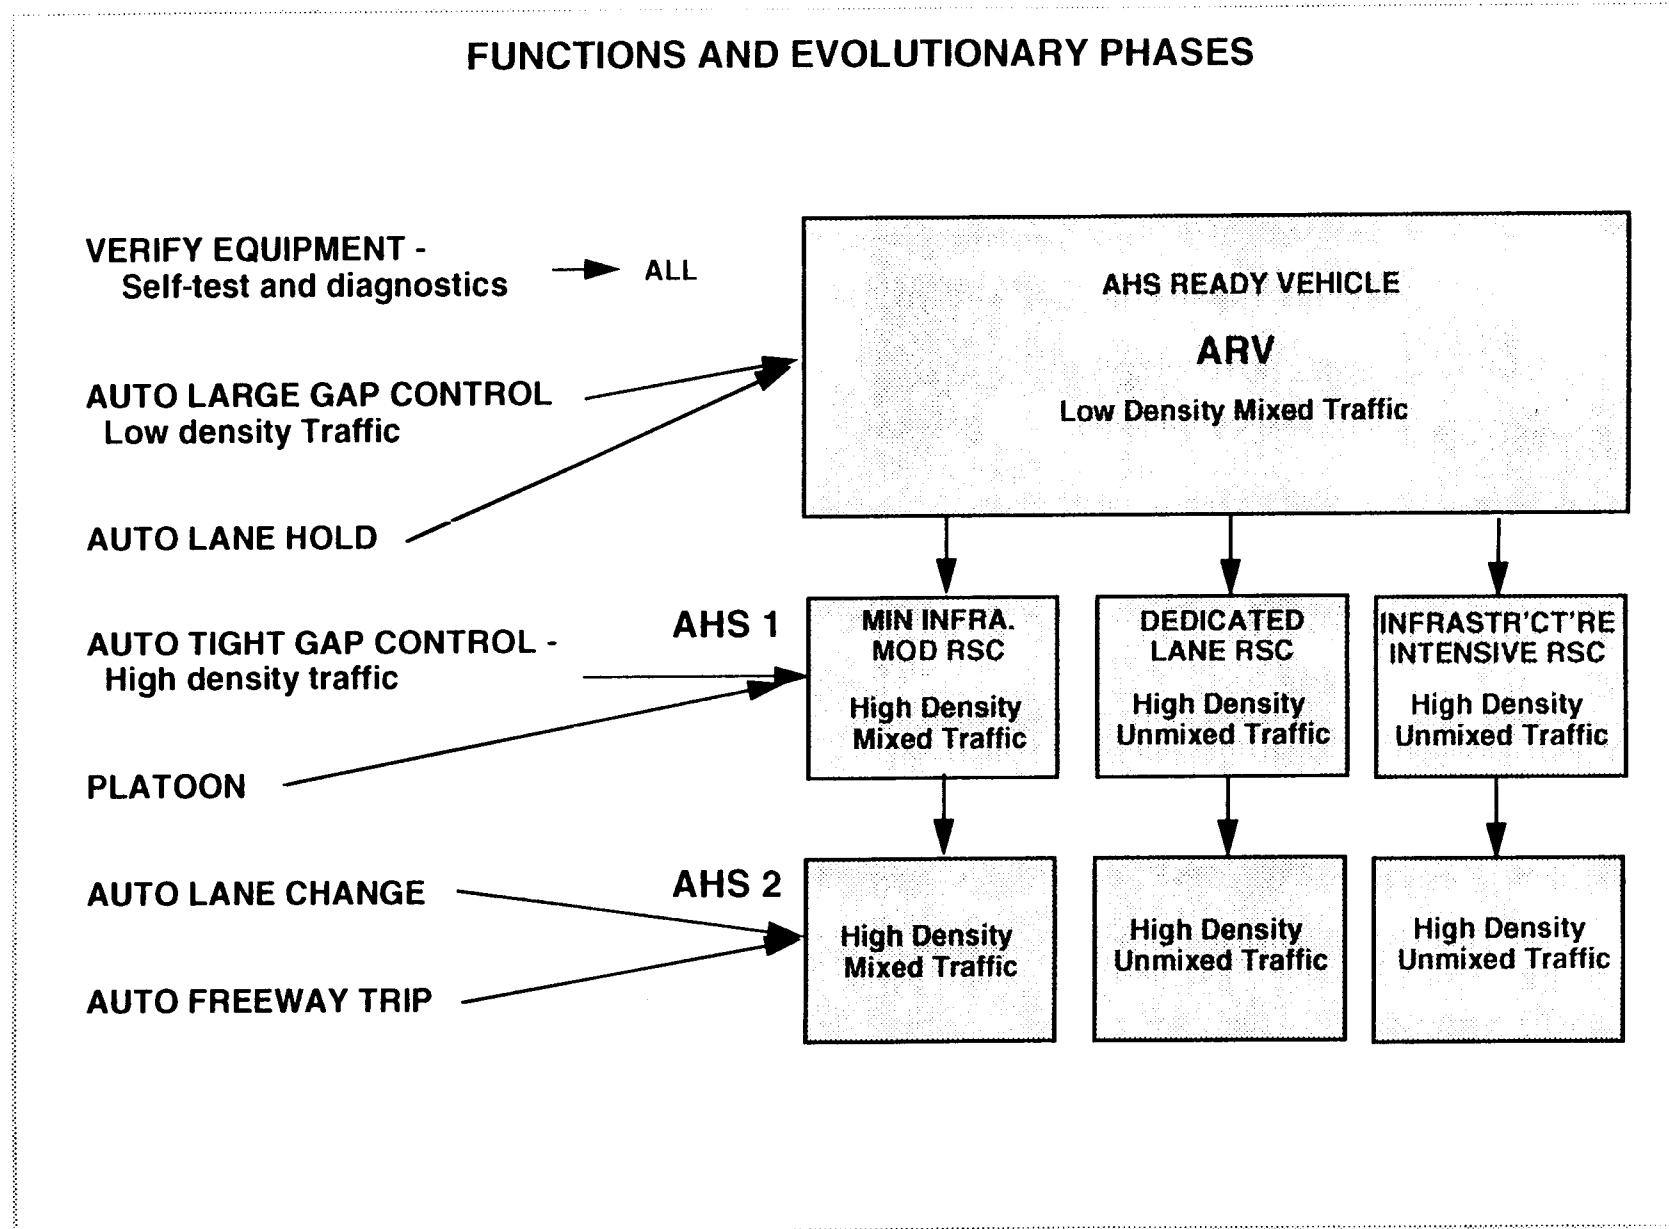 FUNCTIONS AND EVOLUTIONARY PHASES
VERIFY EQUIPMENT -
Self-test and diagnostics
ALL
AUTO LARGE GAP CONTROL
Low density Traffic
AUTO LANE HOLD
AUTO TIGHT GAP CONTROL -
High density traffic
PLATOON
AUTO LANE CHANGE
AUTO FREEWAY TRIP
AHS READY VEHICLE
ARV
Low Density Mixed Traffic
AHS 1
MIN INFRA.
MOD RSC
High Density
Mixed Traffic
DEDICATED
LANE RSC
High Density
Unmixed Traffic
INFRASTR'CT'RE
INTENSIVE RSC
High Density
Unmixed Traffic
AHS 2
High Density
Mixed Traffic
High Density
Unmixed Traffic
High Density
Unmixed Traffic